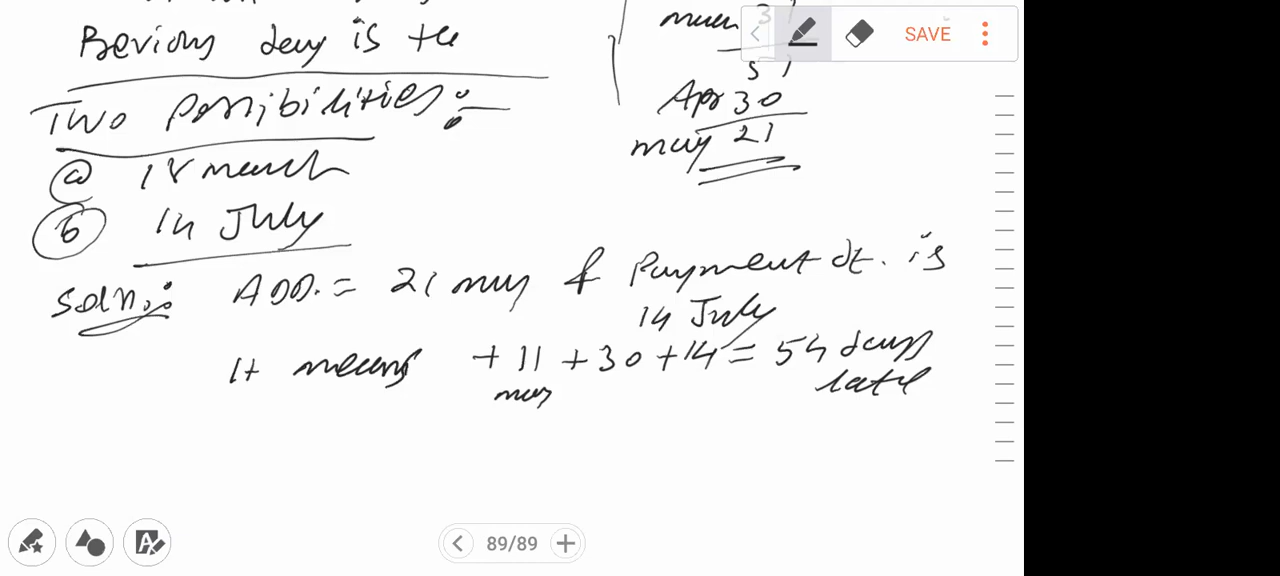 Previous day is the
Two Possibilities:-
(a) 18 march
(b) 14 July
Soln:- ADD. = 21 may & Payment dt. is
14 July
It means + 11 + 30 + 14 = 54 days
may late
51
Apr 30
may 21
SAVE
89/89